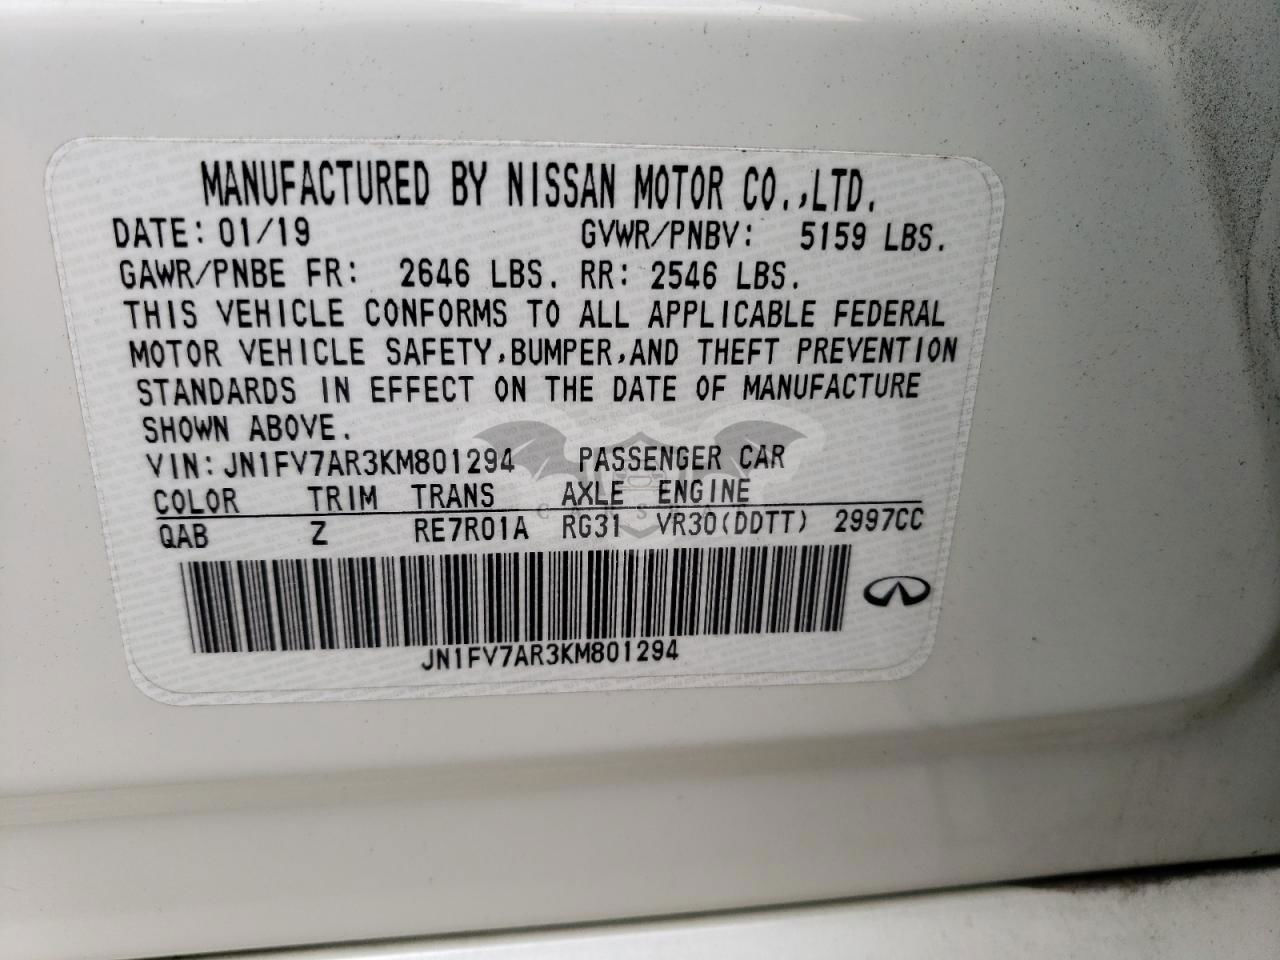 MANUFACTURED BY NISSAN MOTOR CO.,LTD.
DATE: 01/19 GVWR/PNBV: 5159 LBS.
GAWR/PNBE FR: 2646 LBS. RR: 2546 LBS.
THIS VEHICLE CONFORMS TO ALL APPLICABLE FEDERAL
MOTOR VEHICLE SAFETY,BUMPER,AND THEFT PREVENTION
STANDARDS IN EFFECT ON THE DATE OF MANUFACTURE
SHOWN ABOVE.
VIN: JN1FV7AR3KM801294 PASSENGER CAR
COLOR TRIM TRANS AXLE ENGINE
QAB Z RE7R01A RG31 VR30(DDTT) 2997CC
JN1FV7AR3KM801294